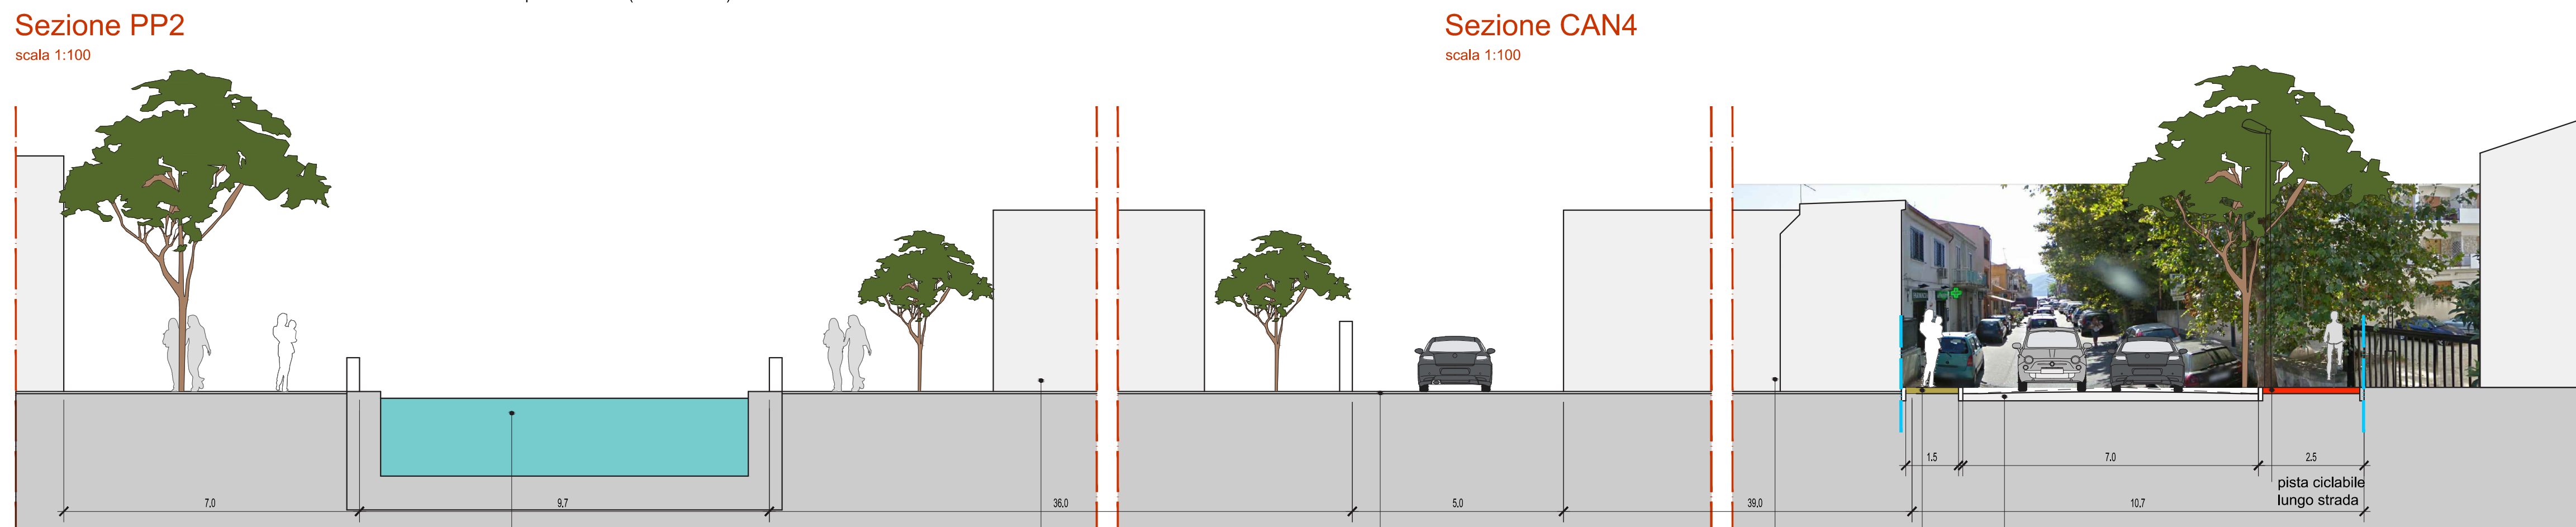 Sezione PP2
scala 1:100
Sezione CAN4
scala 1:100
1.5
7.0
2.5
pista ciclabile
lungo strada
7,0
9,7
36,0
5.0
39,0
10,7